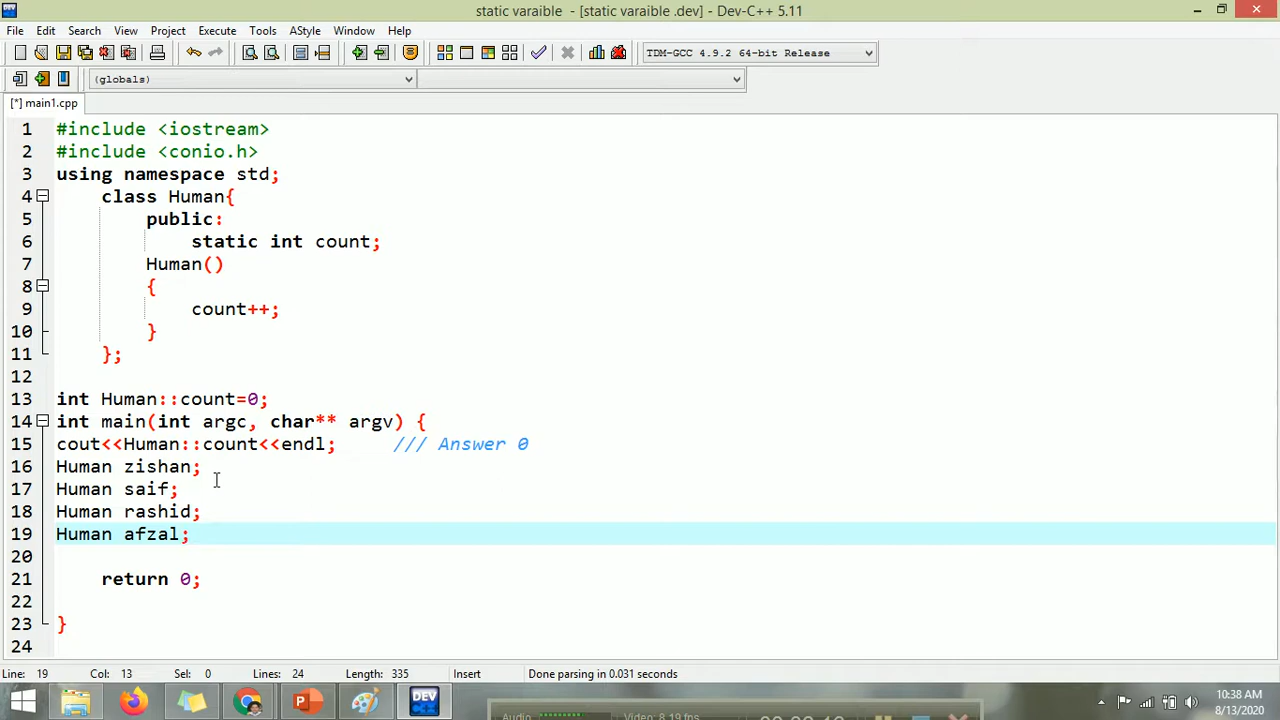 static varaible - [static varaible .dev] - Dev-C++ 5.11
File Edit Search View Project Execute Tools AStyle Window Help
TDM-GCC 4.9.2 64-bit Release
(globals)
[*] main1.cpp
1 #include <iostream>
2 #include <conio.h>
3 using namespace std;
4 class Human{
5 public:
6 static int count;
7 Human()
8 {
9 count++;
10 }
11 };
12
13 int Human::count=0;
14 int main(int argc, char** argv) {
15 cout<<Human::count<<endl; /// Answer 0
16 Human zishan;
17 Human saif;
18 Human rashid;
19 Human afzal;
20
21 return 0;
22
23 }
24
Line: 19 Col: 13 Sel: 0 Lines: 24 Length: 335 Insert Done parsing in 0.031 seconds
DEV
10:38 AM
8/13/2020
Audio Video: 8.19 fps